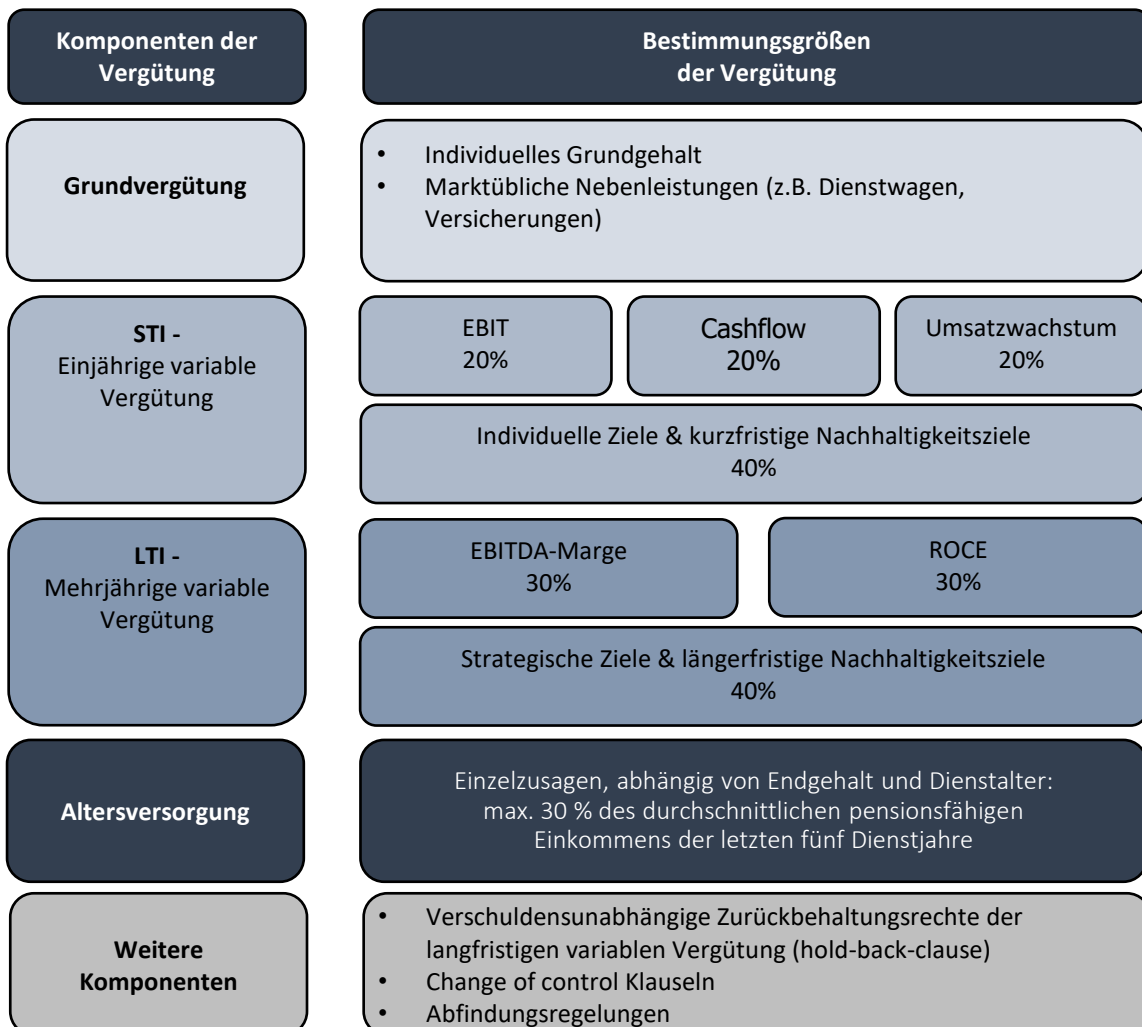 Komponenten der
Vergütung
Bestimmungsgrößen
der Vergütung
Grundvergütung
• Individuelles Grundgehalt
• Marktübliche Nebenleistungen (z.B. Dienstwagen,
Versicherungen)
STI -
Einjährige variable
Vergütung
EBIT
20%
Cashflow
20%
Umsatzwachstum
20%
Individuelle Ziele & kurzfristige Nachhaltigkeitsziele
40%
LTI -
Mehrjährige variable
Vergütung
EBITDA-Marge
30%
ROCE
30%
Strategische Ziele & längerfristige Nachhaltigkeitsziele
40%
Altersversorgung
Einzelzusagen, abhängig von Endgehalt und Dienstalter:
max. 30 % des durchschnittlichen pensionsfähigen
Einkommens der letzten fünf Dienstjahre
Weitere
Komponenten
• Verschuldensunabhängige Zurückbehaltungsrechte der
langfristigen variablen Vergütung (hold-back-clause)
• Change of control Klauseln
• Abfindungsregelungen